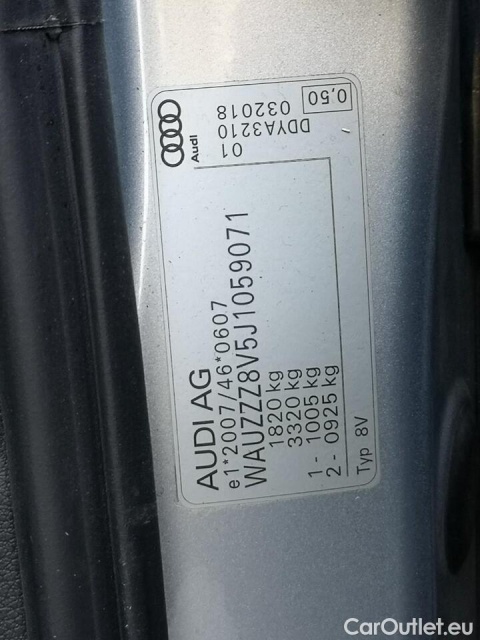 AUDI AG
e1*2007/46*0607
WAUZZZ8V5J1059071
1820 kg
3320 kg
1 - 1005 kg
2 - 0925 kg
Typ 8V
Audi
01
DDYA3210
032018
0,50
CarOutlet.eu